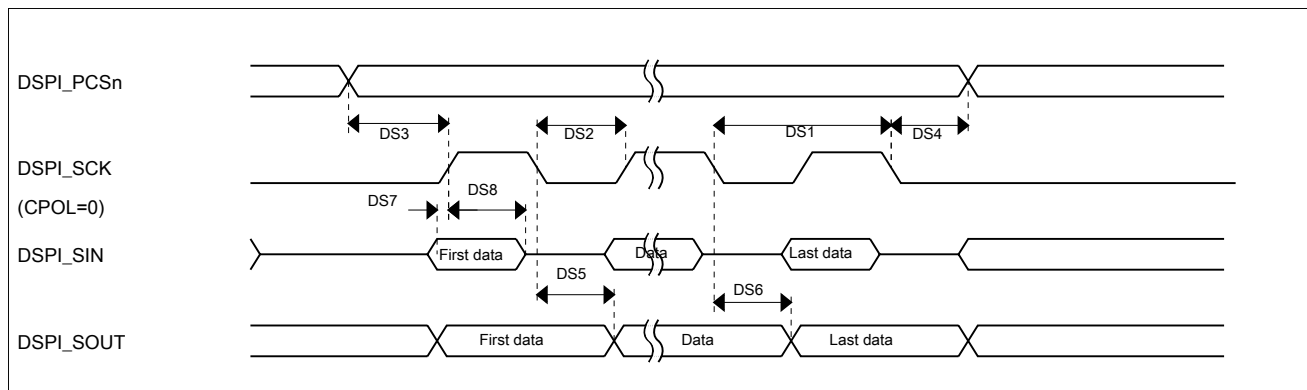 DSPI_PCSn
DS3
DS2
DS1
DS4
DSPI_SCK
(CPOL=0)
DS7
DS8
DSPI_SIN
First data
Data
Last data
DS5
DS6
DSPI_SOUT
First data
Data
Last data